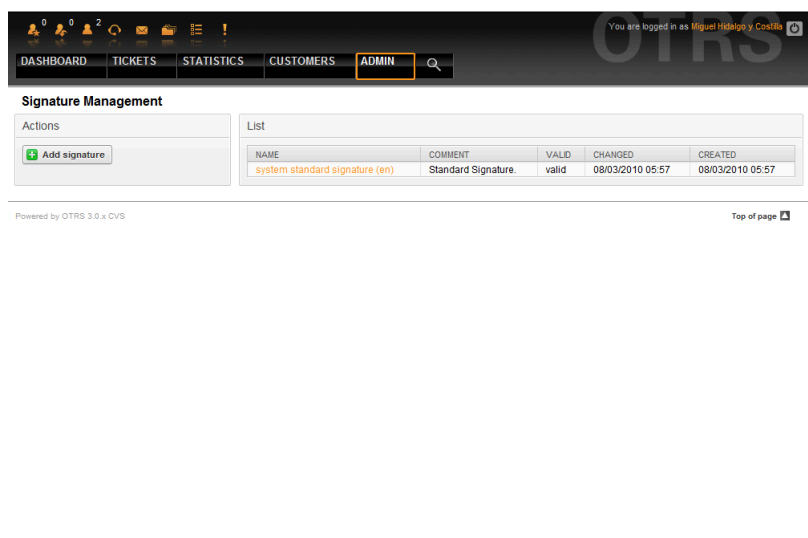 0 0 2
You are logged in as Miguel Hidalgo y Costilla
OTRS
DASHBOARD TICKETS STATISTICS CUSTOMERS ADMIN
Signature Management
Actions
Add signature
List
NAME COMMENT VALID CHANGED CREATED
system standard signature (en) Standard Signature. valid 08/03/2010 05:57 08/03/2010 05:57
Powered by OTRS 3.0.x CVS
Top of page